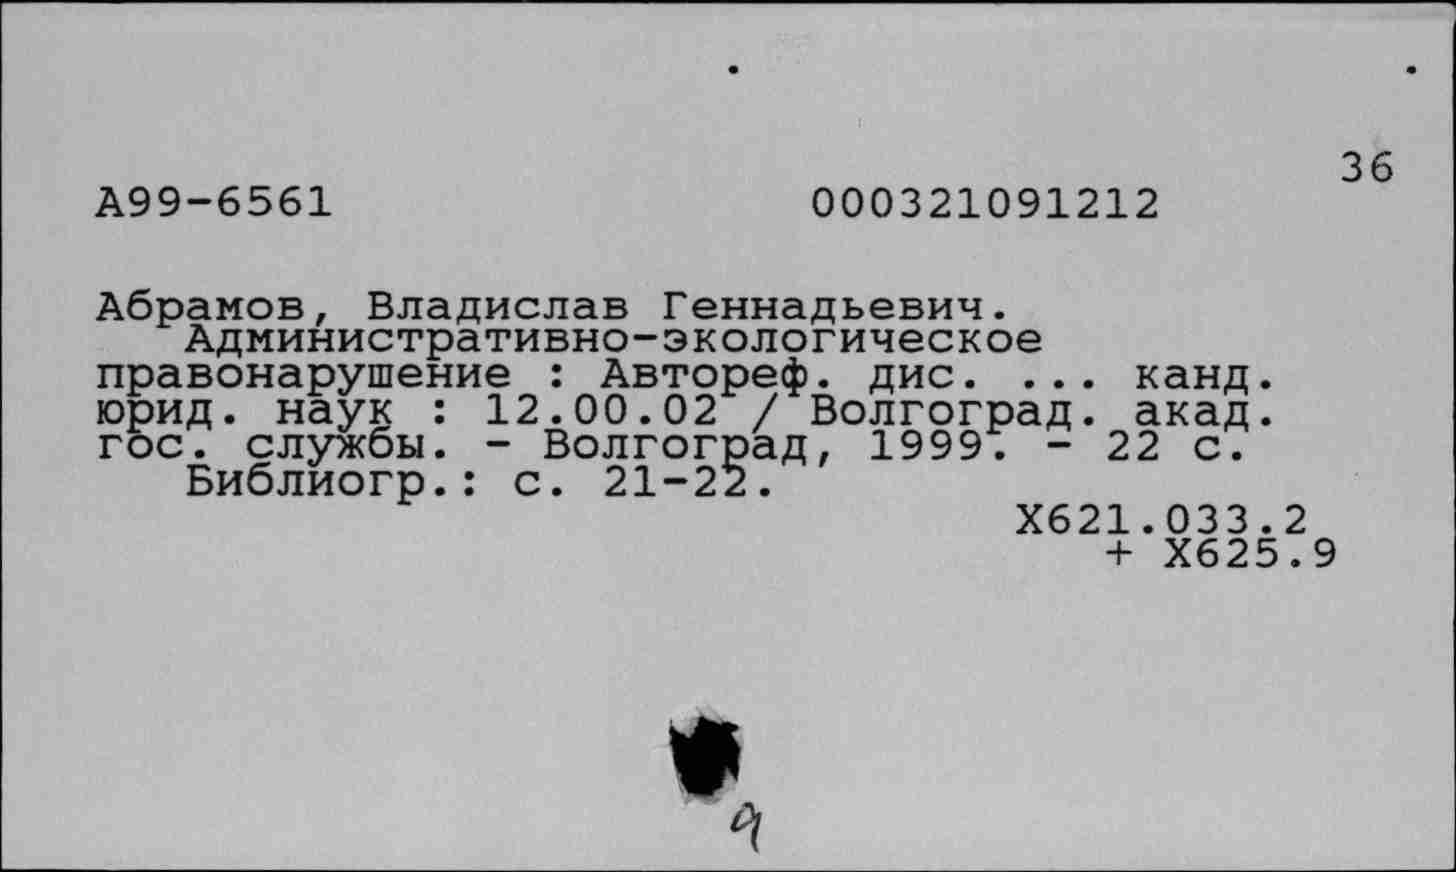 36
А99-6561 000321091212
Абрамов, Владислав Геннадьевич.
Административно-экологическое
правонарушение : Автореф. дис. ... канд.
юрид. наук : 12.00.02 / Волгоград. акад.
гос. службы. - Волгоград, 1999. - 22 с.
Библиогр.: с. 21-22.
Х621.033.2
+ Х625.9